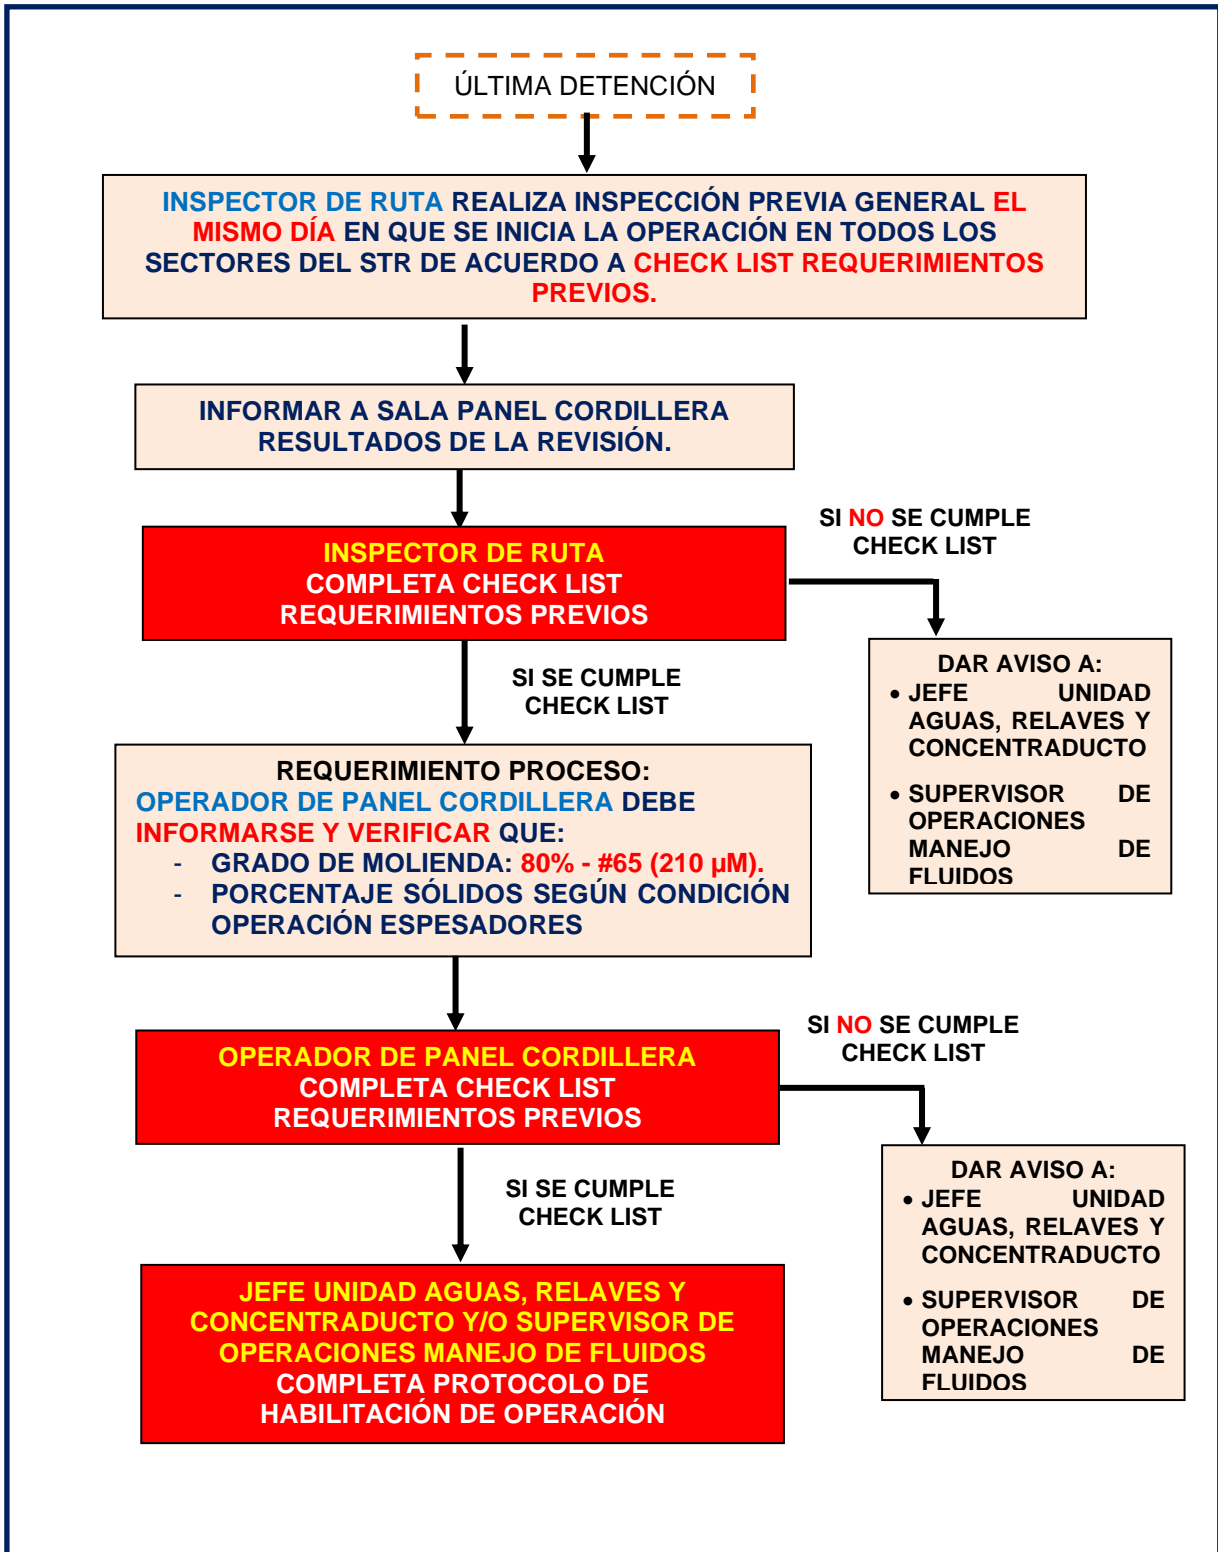 ÚLTIMA DETENCIÓN
INSPECTOR DE RUTA REALIZA INSPECCIÓN PREVIA GENERAL EL
MISMO DÍA EN QUE SE INICIA LA OPERACIÓN EN TODOS LOS
SECTORES DEL STR DE ACUERDO A CHECK LIST REQUERIMIENTOS
PREVIOS.
INFORMAR A SALA PANEL CORDILLERA
RESULTADOS DE LA REVISIÓN.
INSPECTOR DE RUTA
COMPLETA CHECK LIST
REQUERIMIENTOS PREVIOS
SI NO SE CUMPLE
CHECK LIST
DAR AVISO A:
• JEFE UNIDAD
AGUAS, RELAVES Y
CONCENTRADUCTO
• SUPERVISOR DE
OPERACIONES
MANEJO DE
FLUIDOS
SI SE CUMPLE
CHECK LIST
REQUERIMIENTO PROCESO:
OPERADOR DE PANEL CORDILLERA DEBE
INFORMARSE Y VERIFICAR QUE:
- GRADO DE MOLIENDA: 80% - #65 (210 µM).
- PORCENTAJE SÓLIDOS SEGÚN CONDICIÓN
OPERACIÓN ESPESADORES
OPERADOR DE PANEL CORDILLERA
COMPLETA CHECK LIST
REQUERIMIENTOS PREVIOS
SI NO SE CUMPLE
CHECK LIST
DAR AVISO A:
• JEFE UNIDAD
AGUAS, RELAVES Y
CONCENTRADUCTO
• SUPERVISOR DE
OPERACIONES
MANEJO DE
FLUIDOS
SI SE CUMPLE
CHECK LIST
JEFE UNIDAD AGUAS, RELAVES Y
CONCENTRADUCTO Y/O SUPERVISOR DE
OPERACIONES MANEJO DE FLUIDOS
COMPLETA PROTOCOLO DE
HABILITACIÓN DE OPERACIÓN